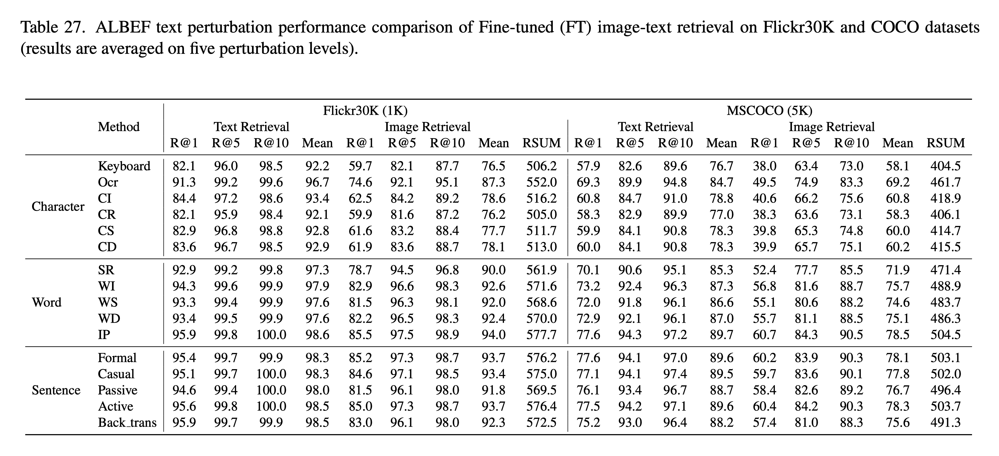 Table 27. ALBEF text perturbation performance comparison of Fine-tuned (FT) image-text retrieval on Flickr30K and COCO datasets
(results are averaged on five perturbation levels).
Flickr30K (1K) MSCOCO (5K)
Method Text Retrieval Image Retrieval Text Retrieval Image Retrieval
R@1 R@5 R@10 Mean R@1 R@5 R@10 Mean RSUM R@1 R@5 R@10 Mean R@1 R@5 R@10 Mean RSUM
Character
Keyboard 82.1 96.0 98.5 92.2 59.7 82.1 87.7 76.5 506.2 57.9 82.6 89.6 76.7 38.0 63.4 73.0 58.1 404.5
Ocr 91.3 99.2 99.6 96.7 74.6 92.1 95.1 87.3 552.0 69.3 89.9 94.8 84.7 49.5 74.9 83.3 69.2 461.7
CI 84.4 97.2 98.6 93.4 62.5 84.2 89.2 78.6 516.2 60.8 84.7 91.0 78.8 40.6 66.2 75.6 60.8 418.9
CR 82.1 95.9 98.4 92.1 59.9 81.6 87.2 76.2 505.0 58.3 82.9 89.9 77.0 38.3 63.6 73.1 58.3 406.1
CS 82.9 96.8 98.8 92.8 61.6 83.2 88.4 77.7 511.7 59.9 84.1 90.8 78.3 39.8 65.3 74.8 60.0 414.7
CD 83.6 96.7 98.5 92.9 61.9 83.6 88.7 78.1 513.0 60.0 84.1 90.8 78.3 39.9 65.7 75.1 60.2 415.5
Word
SR 92.9 99.2 99.8 97.3 78.7 94.5 96.8 90.0 561.9 70.1 90.6 95.1 85.3 52.4 77.7 85.5 71.9 471.4
WI 94.3 99.6 99.9 97.9 82.9 96.6 98.3 92.6 571.6 73.2 92.4 96.3 87.3 56.8 81.6 88.7 75.7 488.9
WS 93.3 99.4 99.9 97.6 81.5 96.3 98.1 92.0 568.6 72.0 91.8 96.1 86.6 55.1 80.6 88.2 74.6 483.7
WD 93.4 99.5 99.9 97.6 82.2 96.5 98.3 92.4 570.0 72.9 92.1 96.1 87.0 55.7 81.1 88.5 75.1 486.3
IP 95.9 99.8 100.0 98.6 85.5 97.5 98.9 94.0 577.7 77.6 94.3 97.2 89.7 60.7 84.3 90.5 78.5 504.5
Sentence
Formal 95.4 99.7 99.9 98.3 85.2 97.3 98.7 93.7 576.2 77.6 94.1 97.0 89.6 60.2 83.9 90.3 78.1 503.1
Casual 95.1 99.7 100.0 98.3 84.6 97.1 98.5 93.4 575.0 77.1 94.1 97.4 89.5 59.7 83.6 90.1 77.8 502.0
Passive 94.6 99.4 100.0 98.0 81.5 96.1 98.0 91.8 569.5 76.1 93.4 96.7 88.7 58.4 82.6 89.2 76.7 496.4
Active 95.6 99.8 100.0 98.5 85.0 97.3 98.7 93.7 576.4 77.5 94.2 97.1 89.6 60.4 84.2 90.3 78.3 503.7
Back_trans 95.9 99.7 99.9 98.5 83.0 96.1 98.0 92.3 572.5 75.2 93.0 96.4 88.2 57.4 81.0 88.3 75.6 491.3